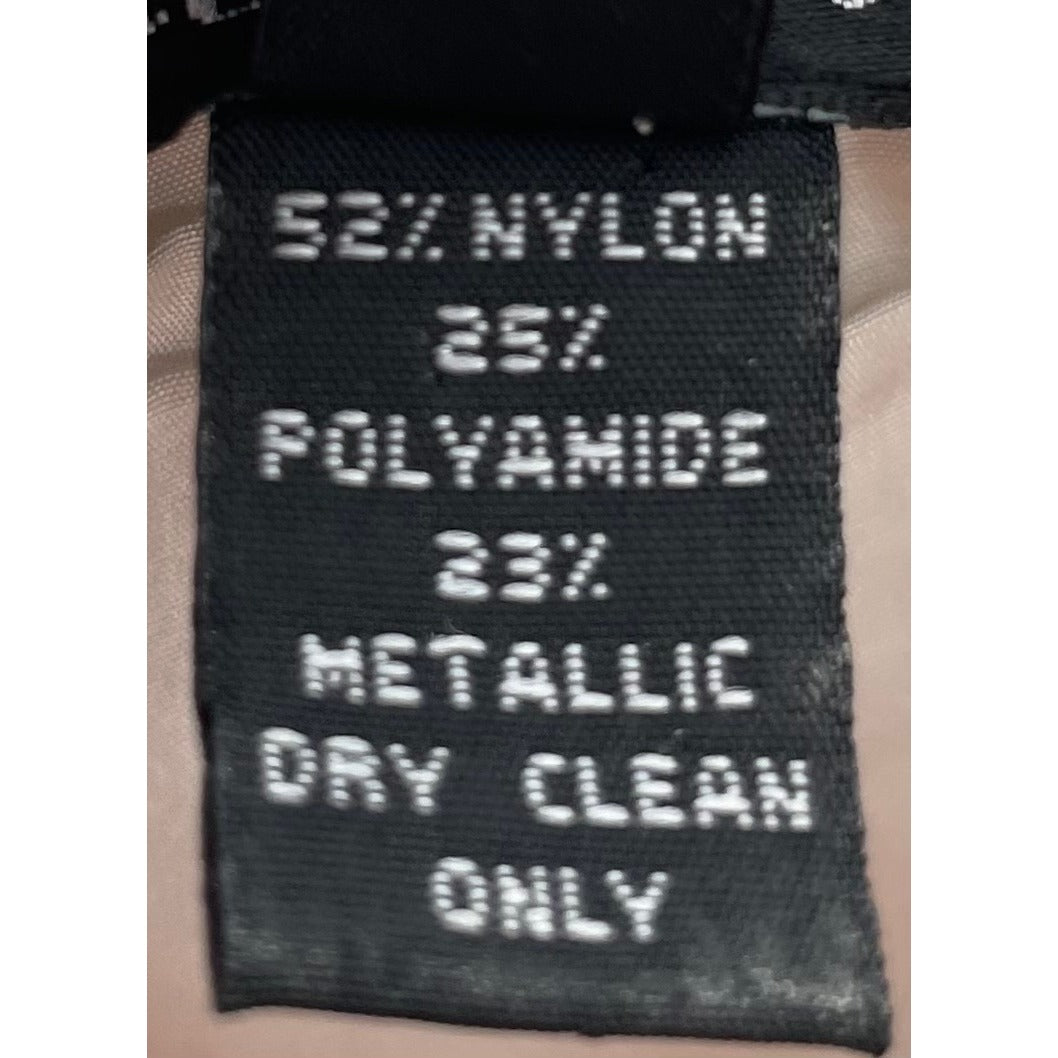 52% NYLON
25%
POLYAMIDE
23%
METALLIC
DRY CLEAN
ONLY